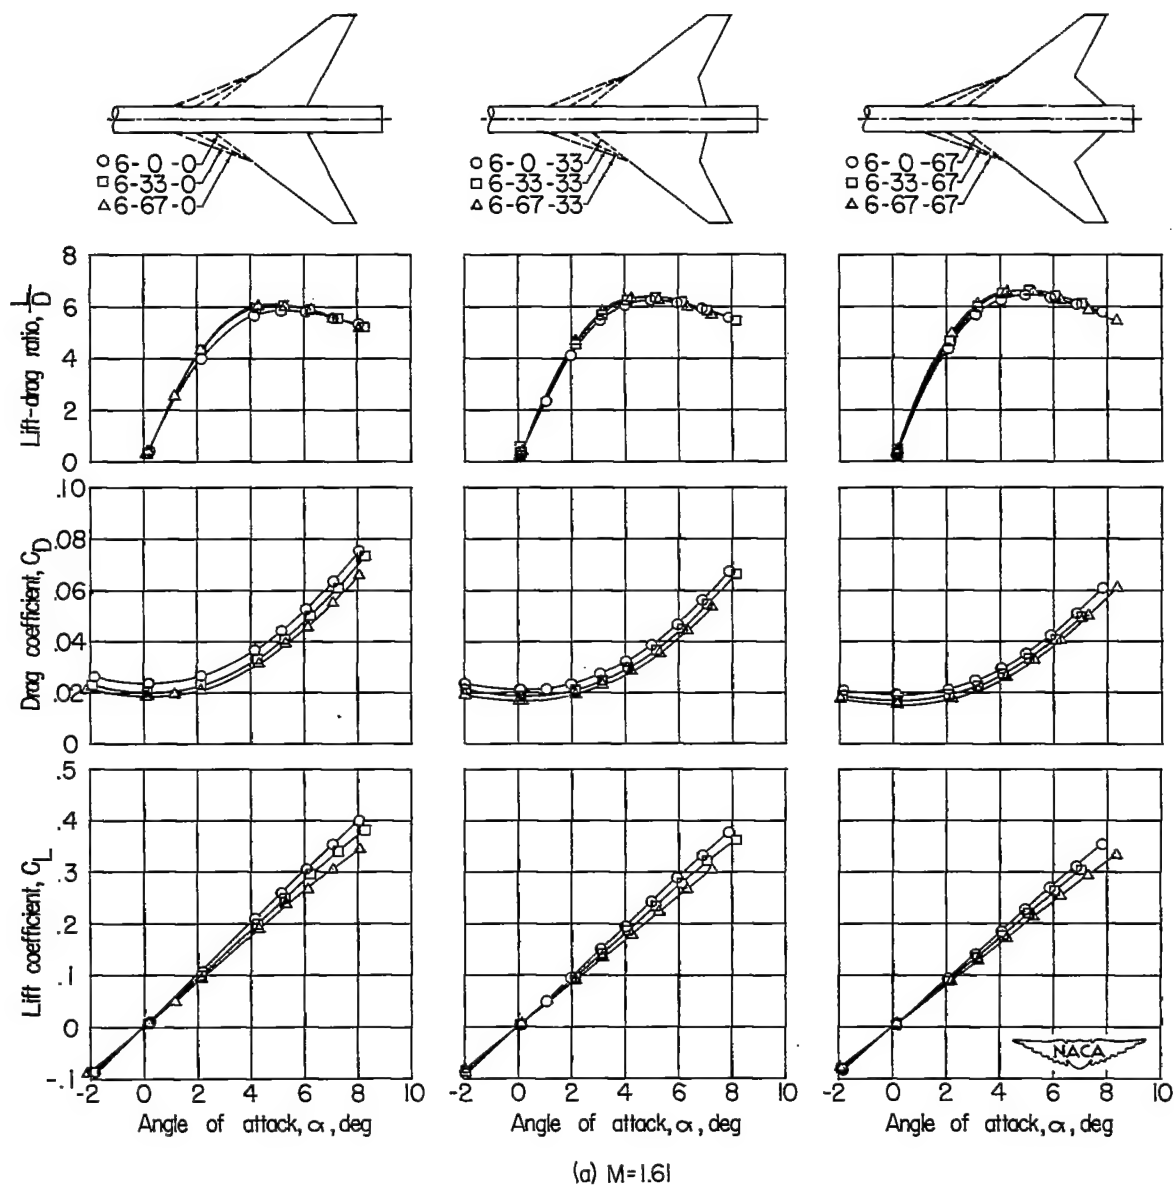 6-0-0
6-33-0
6-67-0
6-0-33
6-33-33
6-67-33
6-0-67
6-33-67
6-67-67
Lift-drag ratio, L/D
8
6
4
2
0
Drag coefficient, C_D
.10
.08
.06
.04
.02
0
Lift coefficient, C_L
.5
.4
.3
.2
.1
0
-.1
-2 0 2 4 6 8 10
-2 0 2 4 6 8 10
-2 0 2 4 6 8 10
Angle of attack, α, deg
Angle of attack, α, deg
Angle of attack, α, deg
NACA
(a) M=1.61